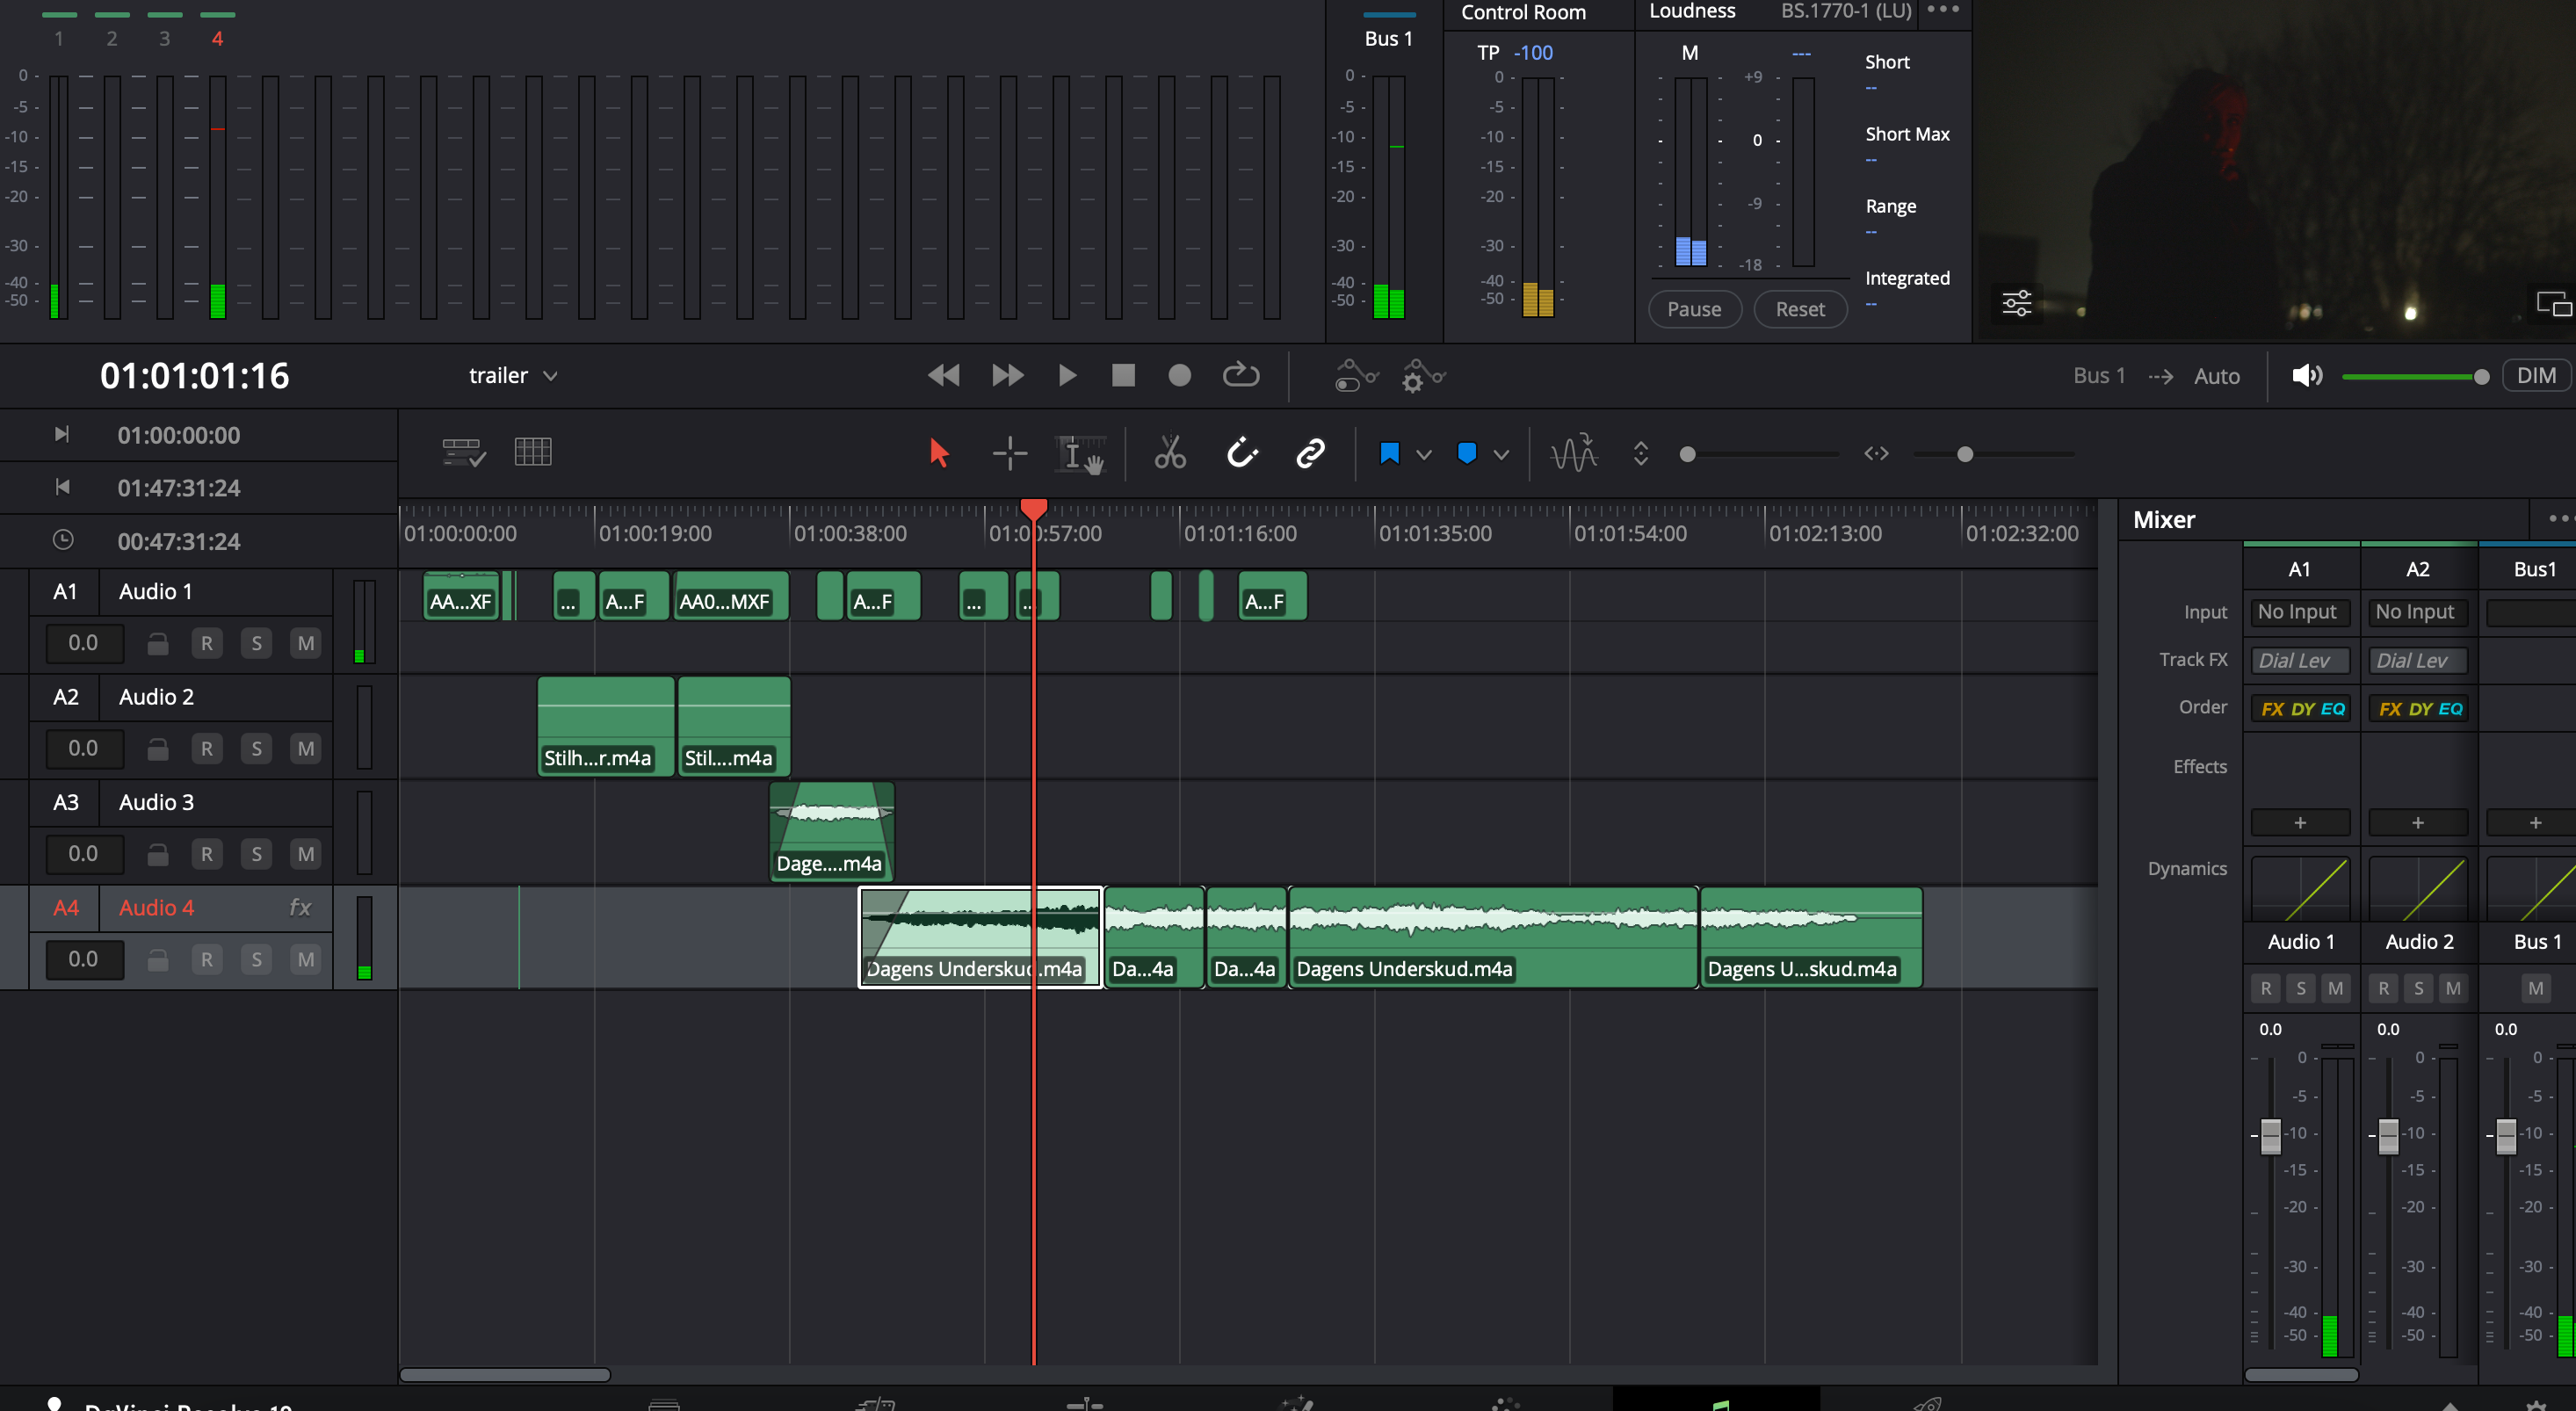 1 2 3 4
0 -5 -10 -15 -20 -30 -40 -50
Bus 1
0 -5 -10 -15 -20 -30 -40 -50
Control Room
TP -100
0 -5 -10 -15 -20 -30 -40 -50
Loudness BS.1770-1 (LU) •••
M ---
+9 0 -9 -18
Short
--
Short Max
--
Range
--
Integrated
--
Pause Reset
01:01:01:16 trailer Bus 1 Auto DIM
01:00:00:00
01:47:31:24
00:47:31:24
01:00:00:00 01:00:19:00 01:00:38:00 01:00:57:00 01:01:16:00 01:01:35:00 01:01:54:00 01:02:13:00 01:02:32:00
A1 Audio 1
0.0 R S M
AA...XF ... A...F AA0...MXF A...F ... ... A...F
A2 Audio 2
0.0 R S M
Stilh...r.m4a Stil....m4a
A3 Audio 3
0.0 R S M
Dage....m4a
A4 Audio 4 fx
0.0 R S M
Dagens Underskud.m4a Da...4a Da...4a Dagens Underskud.m4a Dagens U...skud.m4a
Mixer
A1 A2 Bus1
Input No Input No Input
Track FX Dial Lev Dial Lev
Order FX DY EQ FX DY EQ
Effects
+ + +
Dynamics
Audio 1 Audio 2 Bus 1
R S M R S M M
0.0 0.0 0.0
0 0 0
-5 -5 -5
-10 -10 -10
-15 -15 -15
-20 -20 -20
-30 -30 -30
-40 -40 -40
-50 -50 -50